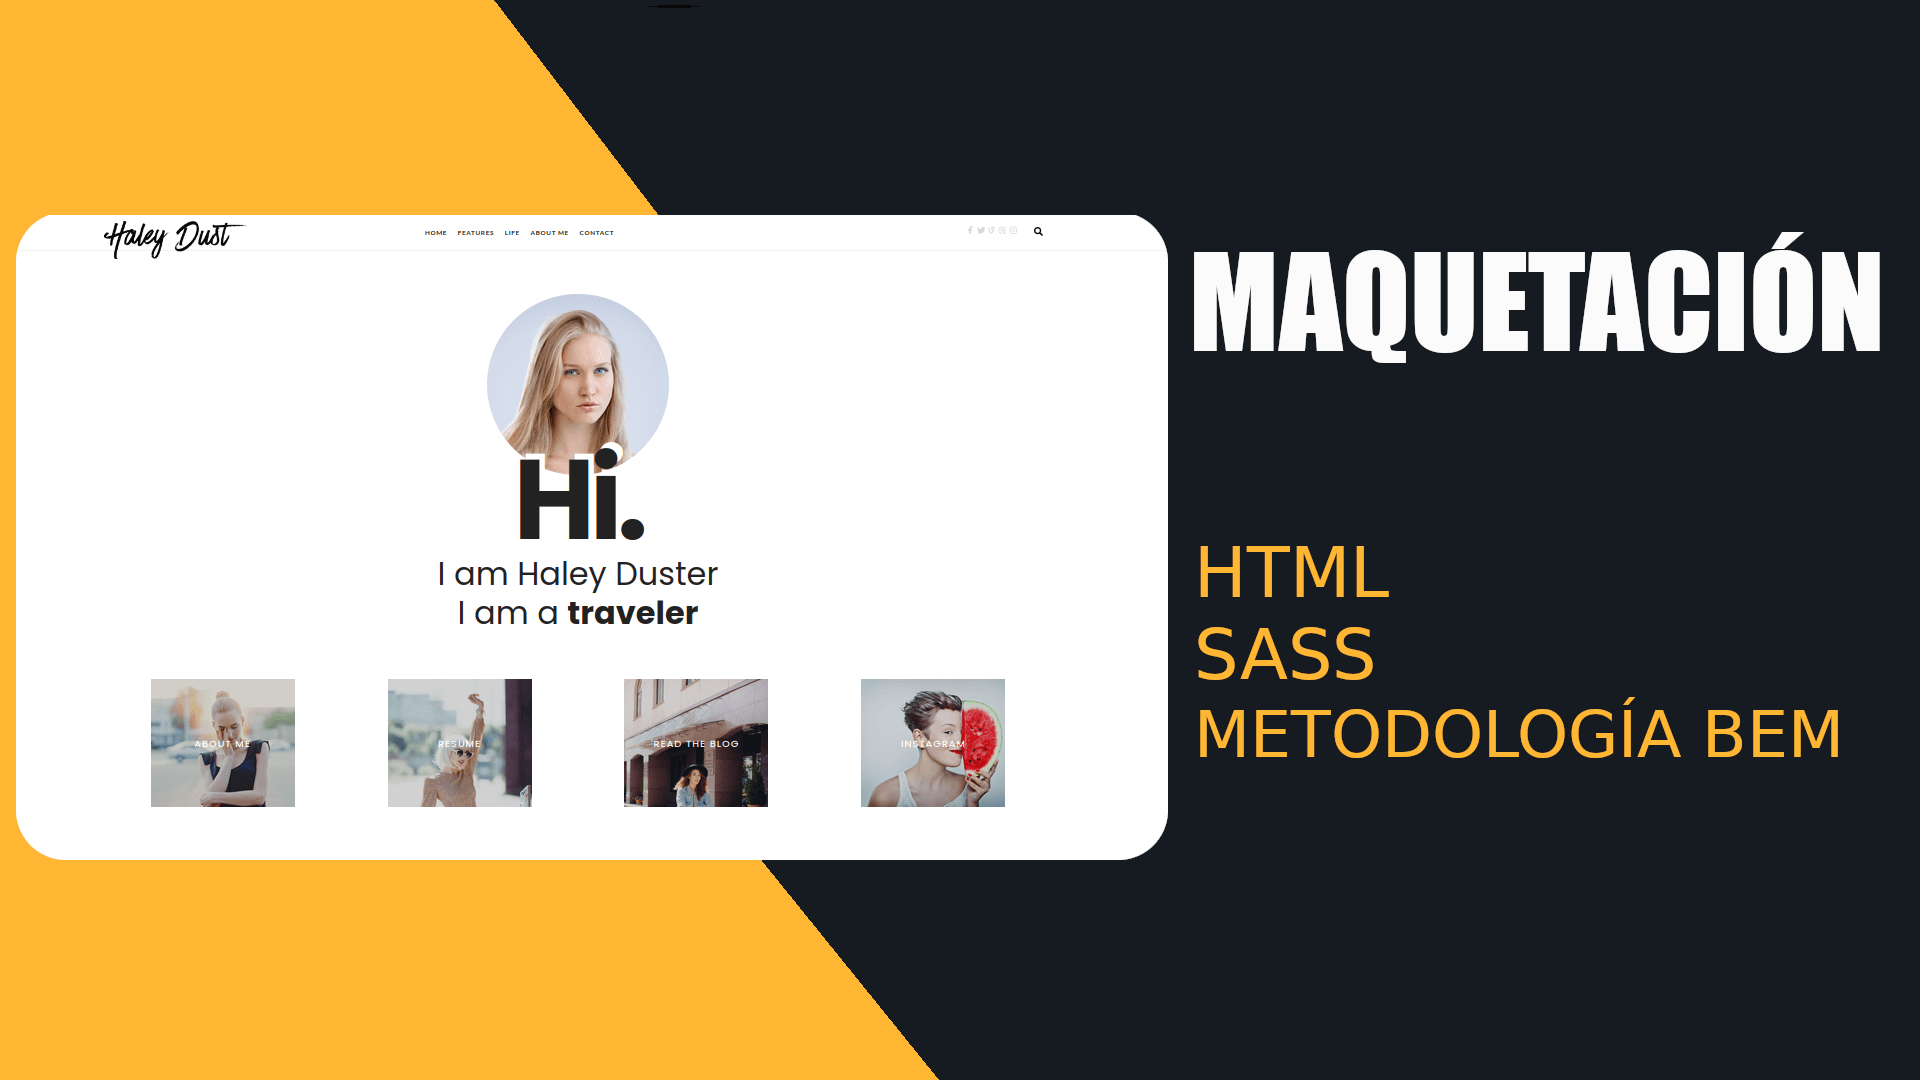 Haley Dust
HOME FEATURES LIFE ABOUT ME CONTACT
MAQUETACIÓN
Hi.
I am Haley Duster
I am a traveler
HTML
SASS
METODOLOGÍA BEM
ABOUT ME
RESUME
READ THE BLOG
INSTAGRAM